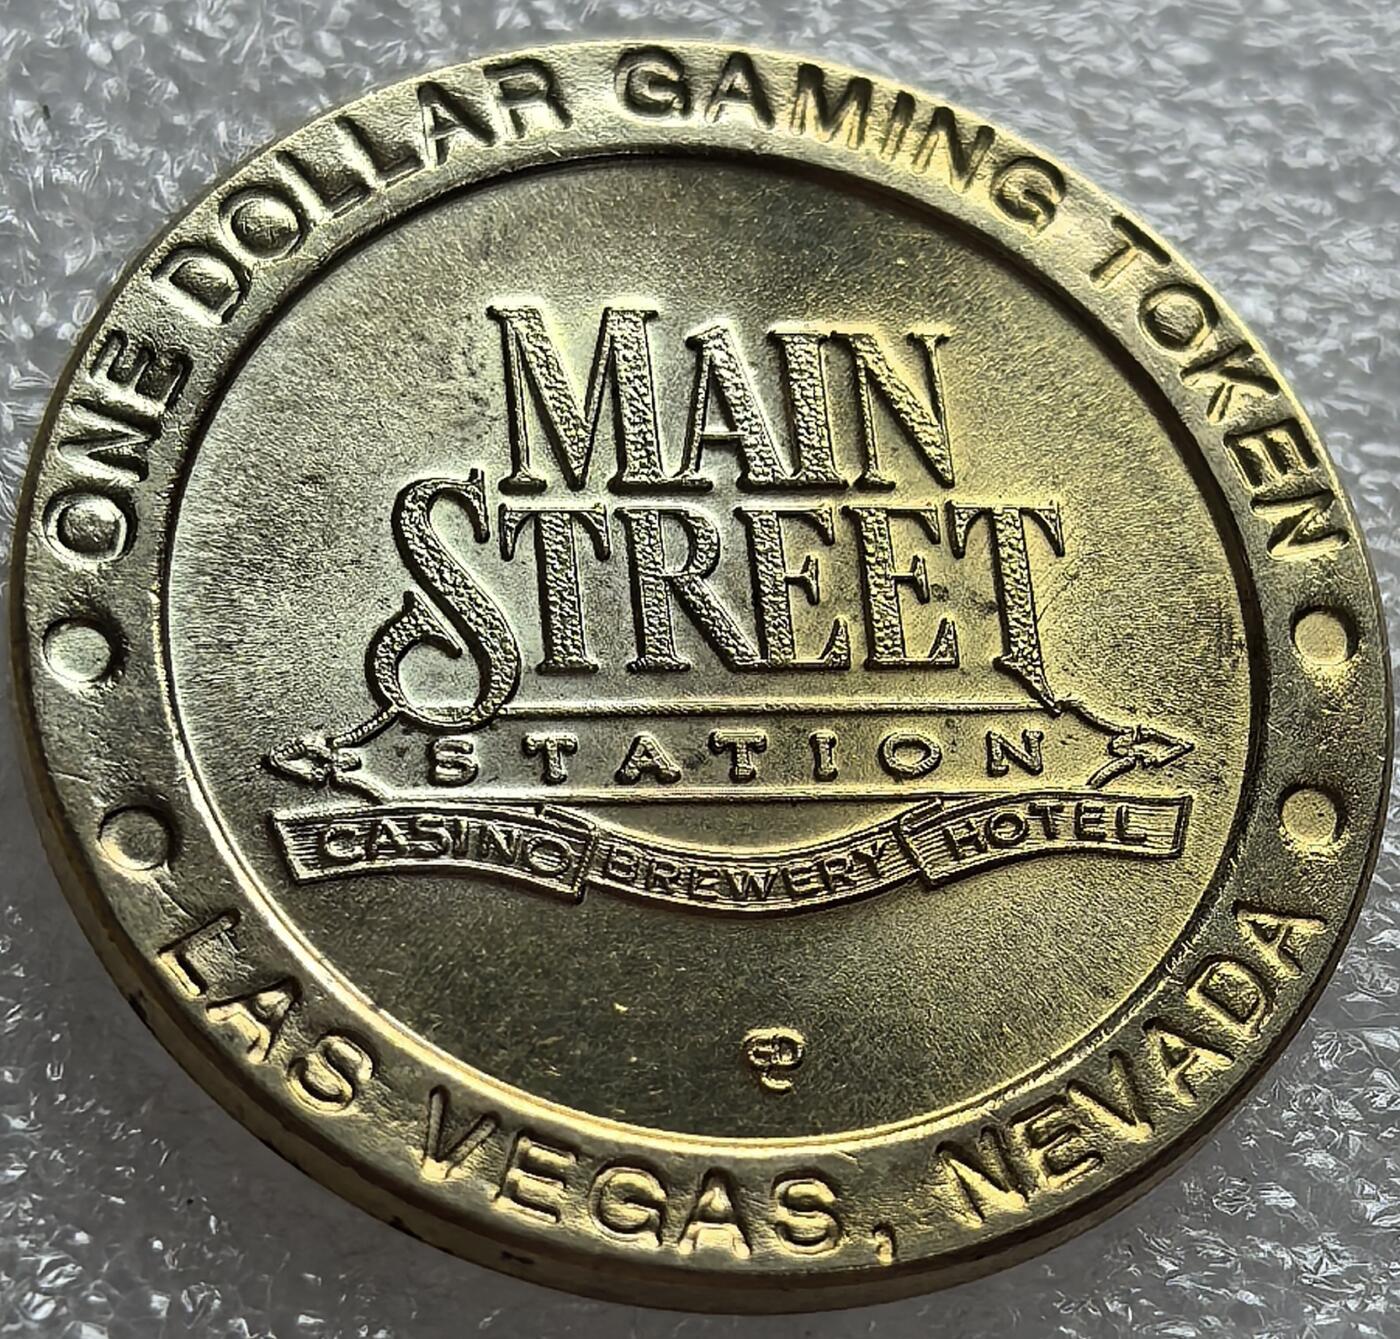 ONE DOLLAR GAMING TOKEN
MAIN
STREET
STATION
CASINO BREWERY HOTEL
LAS VEGAS, NEVADA